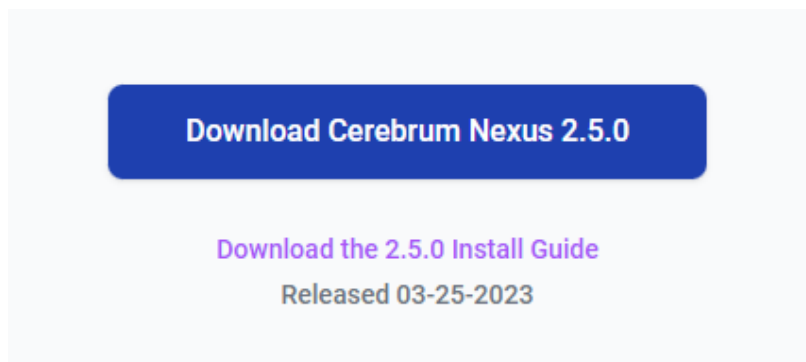 Download Cerebrum Nexus 2.5.0
Download the 2.5.0 Install Guide
Released 03-25-2023